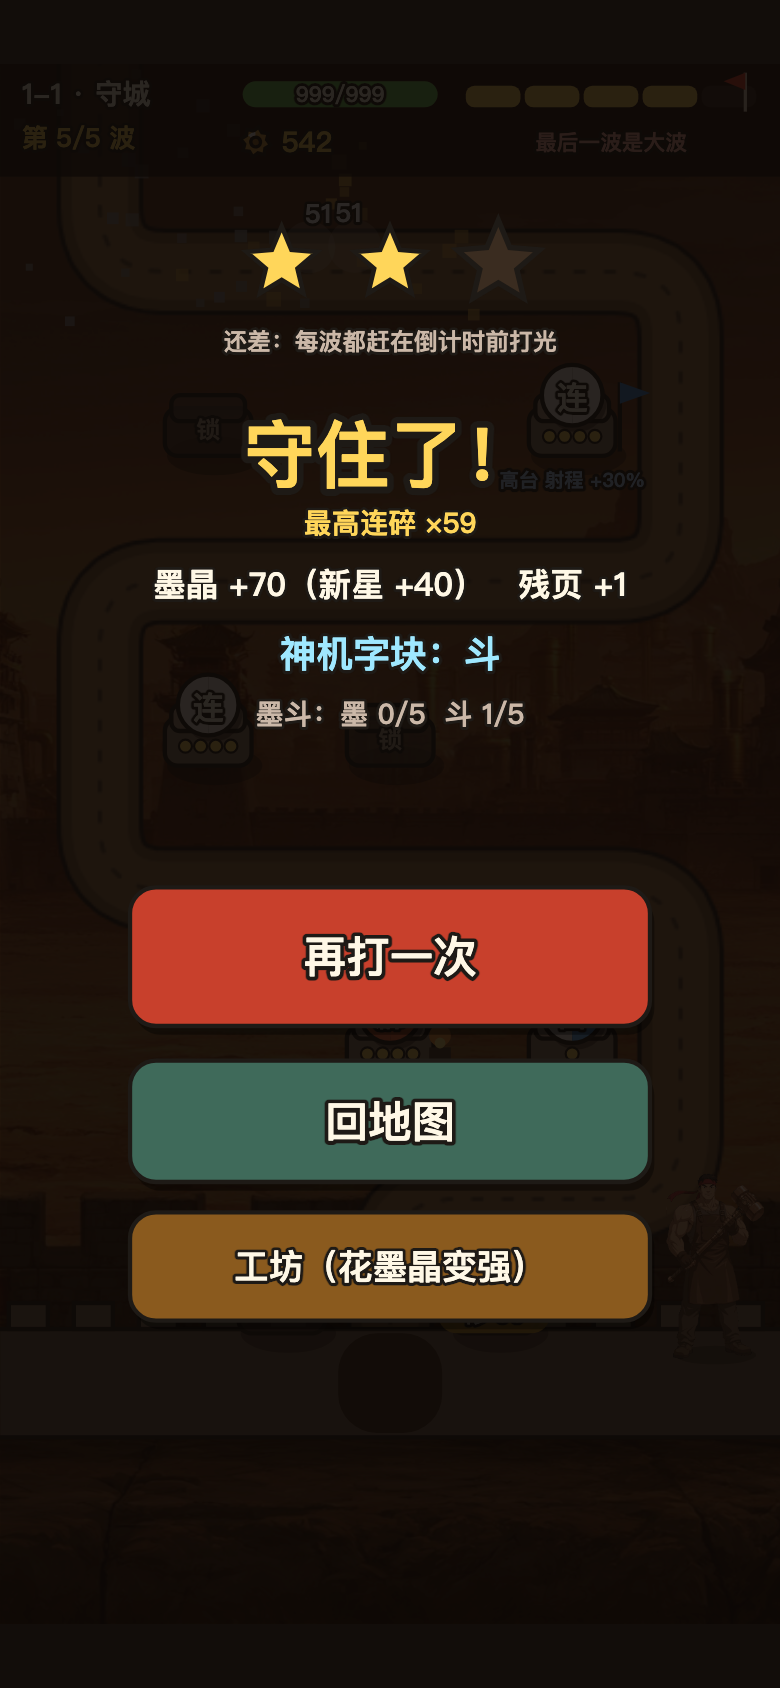 1-1 · 守城
999/999
第 5/5 波
542
最后一波是大波
5151
还差：每波都赶在倒计时前打光
连
锁
守住了！
高台 射程 +30%
最高连碎 ×59
墨晶 +70（新星 +40） 残页 +1
神机字块：斗
连
墨斗：墨 0/5 斗 1/5
锁
再打一次
回地图
工坊（花墨晶变强）